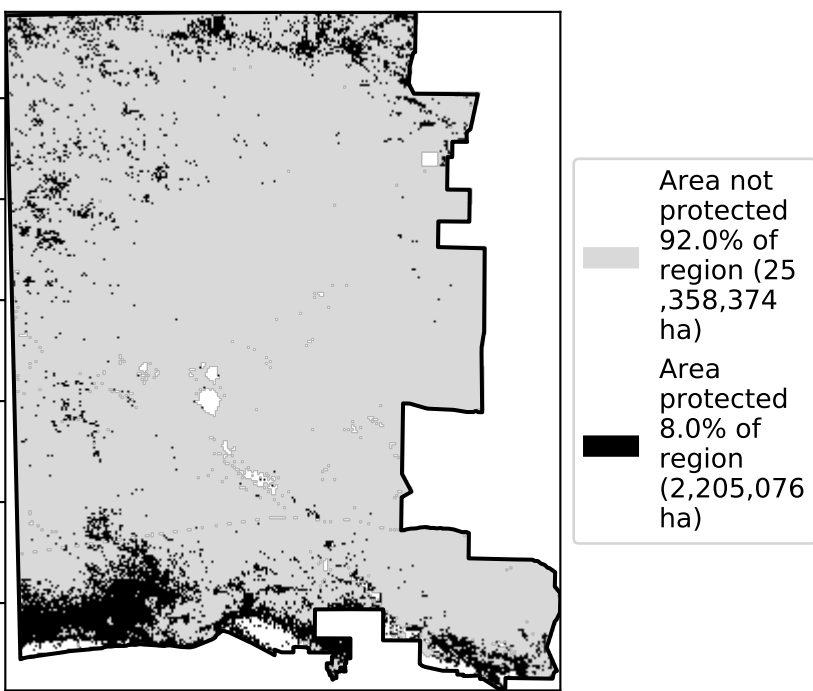 Area not
protected
92.0% of
region (25
,358,374
ha)
Area
protected
8.0% of
region
(2,205,076
ha)